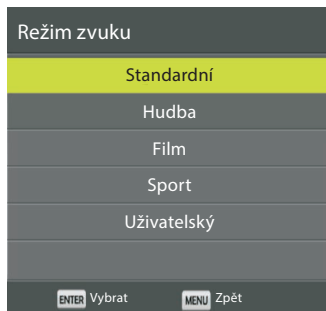 Režim zvuku
Standardní
Hudba
Film
Sport
Uživatelský
ENTER Vybrat MENU Zpět